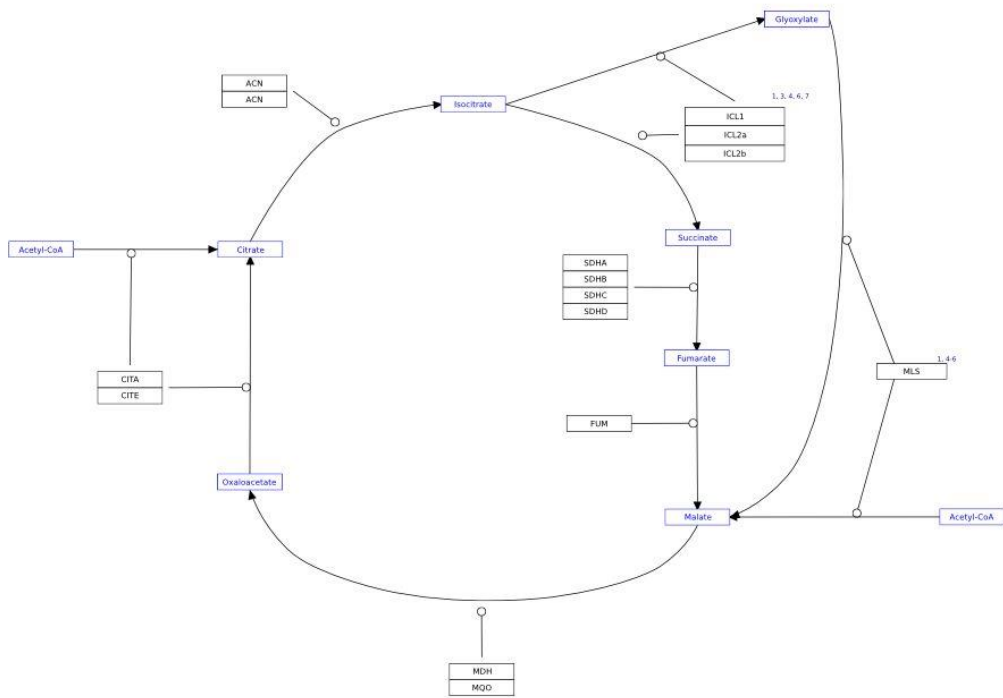 Glyoxylate
ACN
ACN
Isocitrate
1, 3, 4, 6, 7
ICL1
ICL2a
ICL2b
Acetyl-CoA
Citrate
Succinate
SDHA
SDHB
SDHC
SDHD
Fumarate
1, 4-6
MLS
CITA
CITE
FUM
Oxaloacetate
Malate
Acetyl-CoA
MDH
MQO